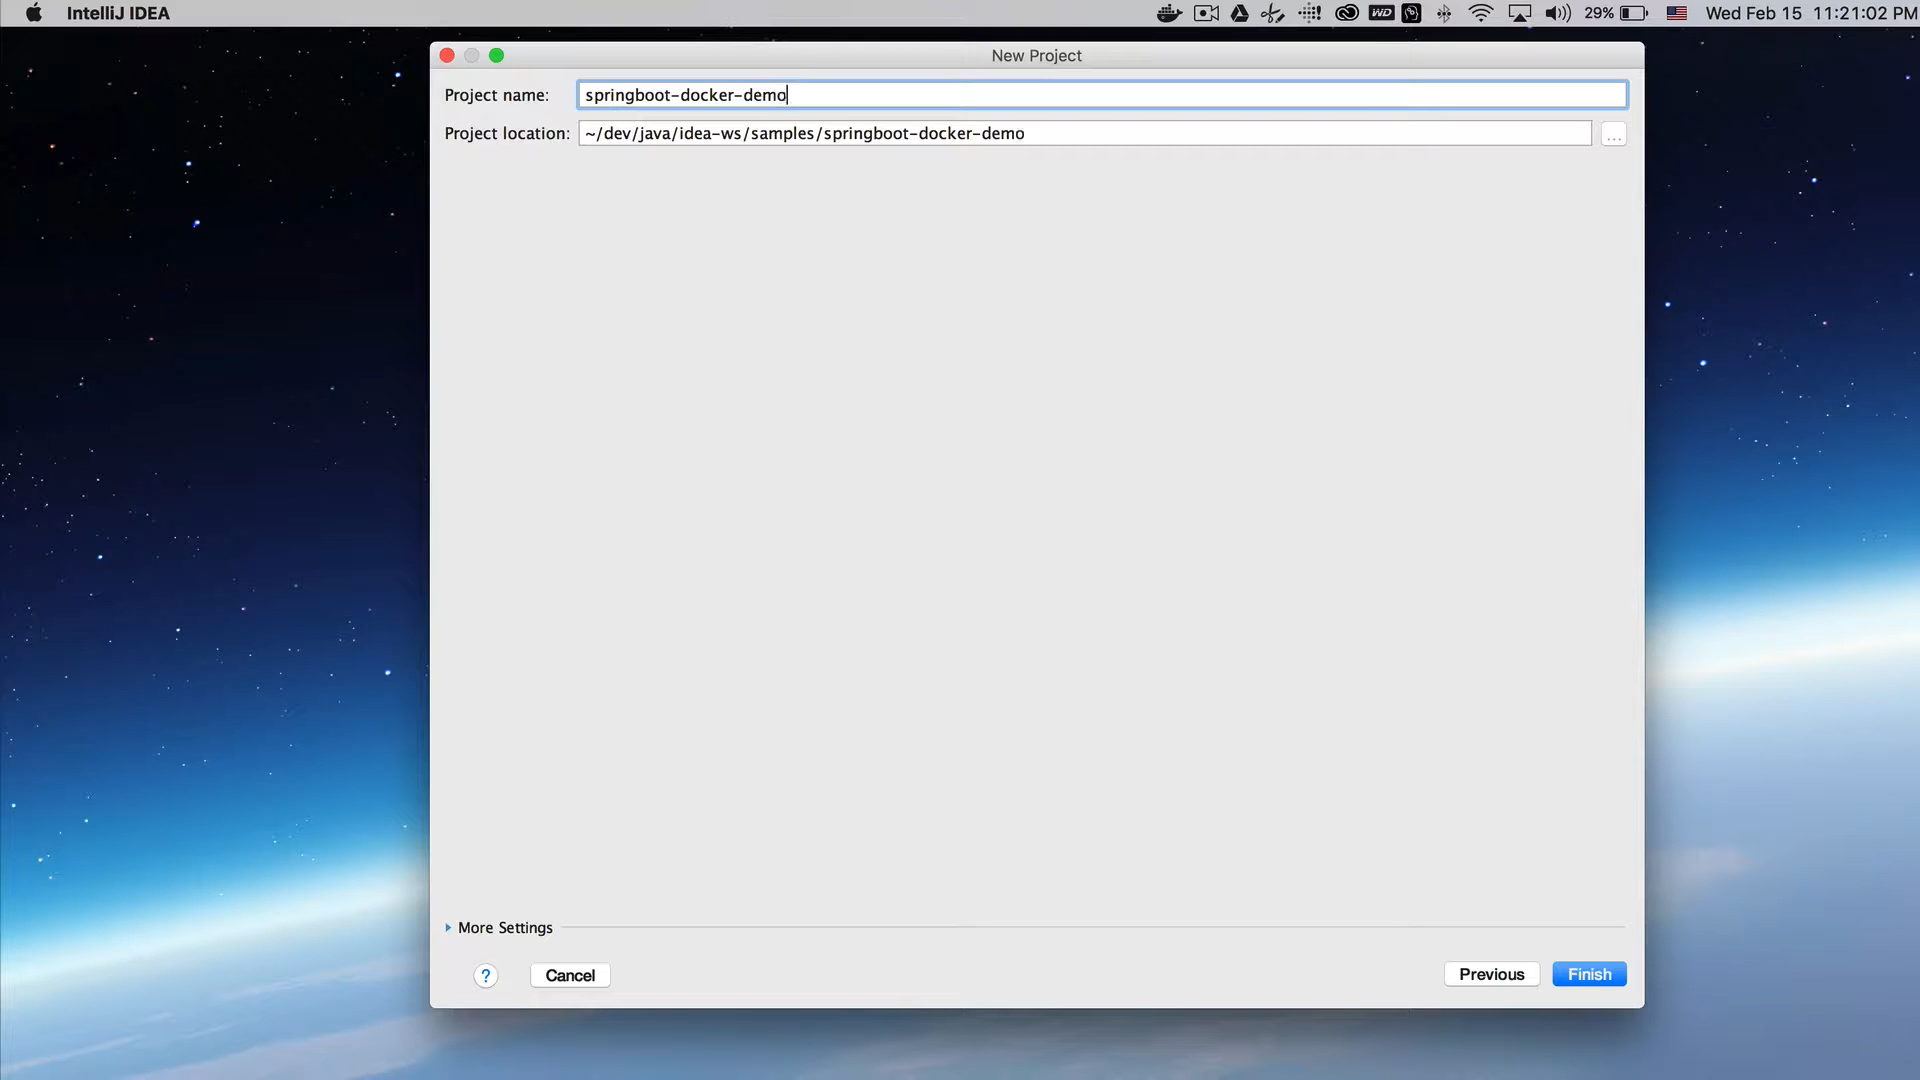 IntelliJ IDEA
WD
29%
Wed Feb 15 11:21:02 PM
New Project
Project name: springboot-docker-demo
Project location: ~/dev/java/idea-ws/samples/springboot-docker-demo
...
More Settings
?
Cancel
Previous
Finish